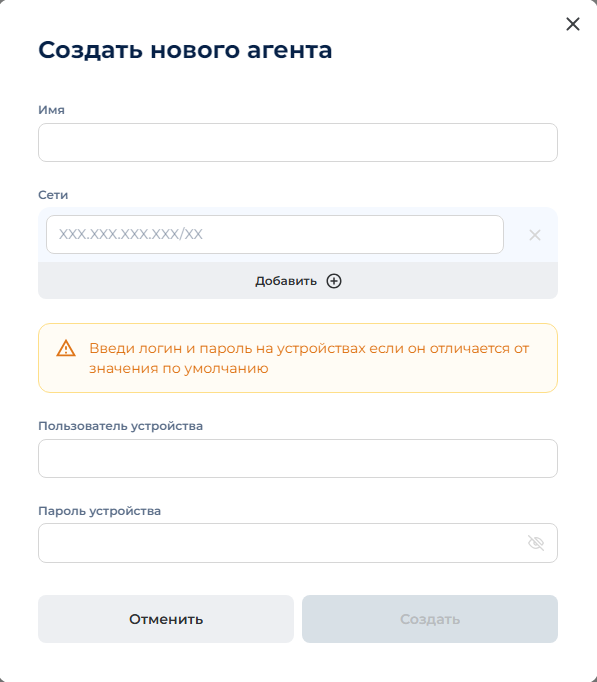 Создать нового агента
Имя
Сети
XXX.XXX.XXX.XXX/XX
Добавить
Введи логин и пароль на устройствах если он отличается от
значения по умолчанию
Пользователь устройства
Пароль устройства
Отменить
Создать